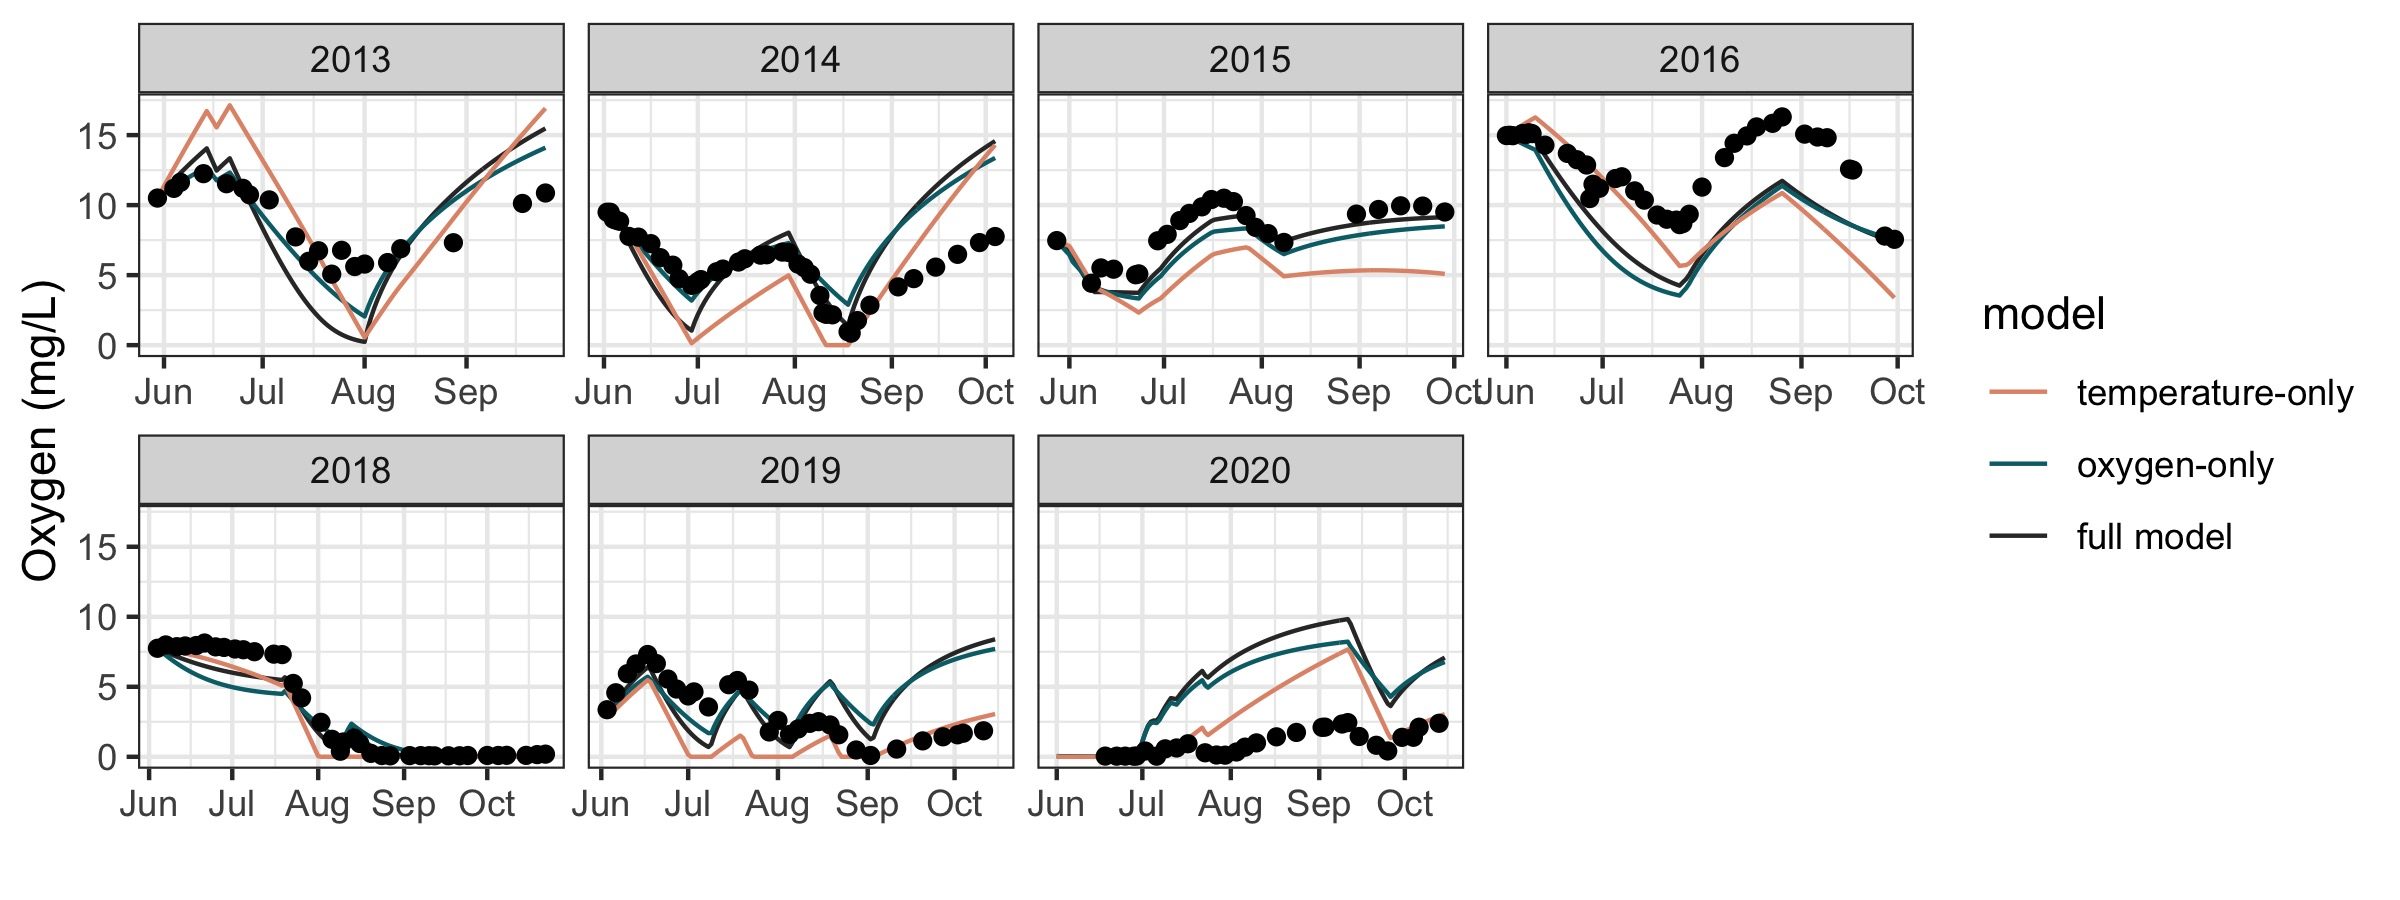 2013 2014 2015 2016
15
10
5
0
Jun Jul Aug Sep Jun Jul Aug Sep Oct Jun Jul Aug Sep Oct Jun Jul Aug Sep Oct
2018 2019 2020
15
10
5
0
Jun Jul Aug Sep Oct Jun Jul Aug Sep Oct Jun Jul Aug Sep Oct
Oxygen (mg/L)
model
temperature-only
oxygen-only
full model